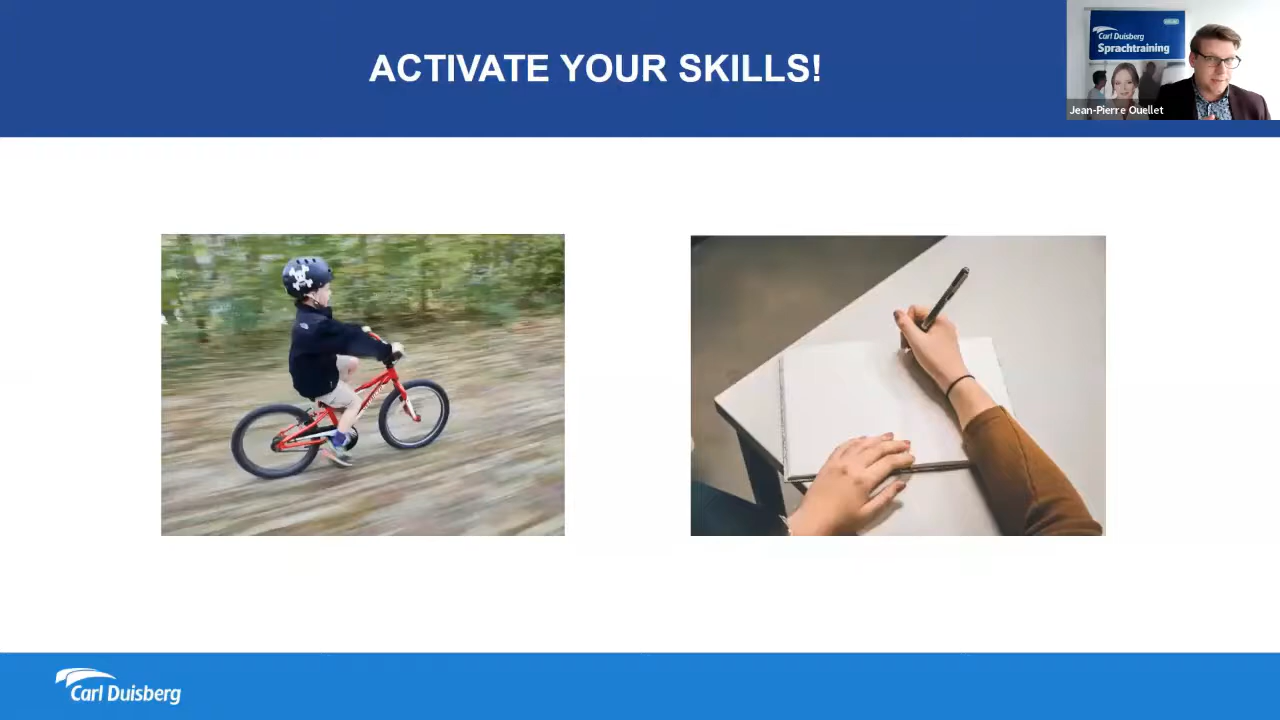 ACTIVATE YOUR SKILLS!
Carl Duisberg
Sprachtraining
Jean-Pierre Ouellet
Carl Duisberg